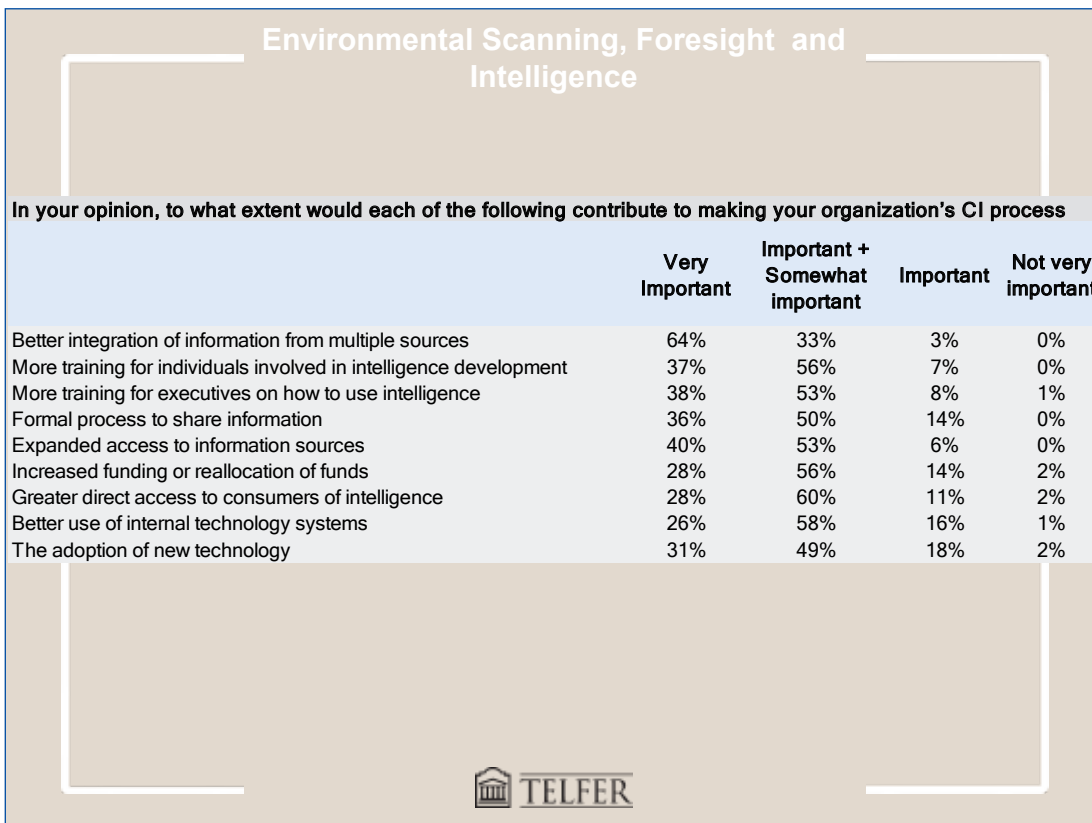 Environmental Scanning, Foresight and
Intelligence
In your opinion, to what extent would each of the following contribute to making your organization's CI process
Very Important Important + Somewhat important Important Not very important
Better integration of information from multiple sources 64% 33% 3% 0%
More training for individuals involved in intelligence development 37% 56% 7% 0%
More training for executives on how to use intelligence 38% 53% 8% 1%
Formal process to share information 36% 50% 14% 0%
Expanded access to information sources 40% 53% 6% 0%
Increased funding or reallocation of funds 28% 56% 14% 2%
Greater direct access to consumers of intelligence 28% 60% 11% 2%
Better use of internal technology systems 26% 58% 16% 1%
The adoption of new technology 31% 49% 18% 2%
TELFER